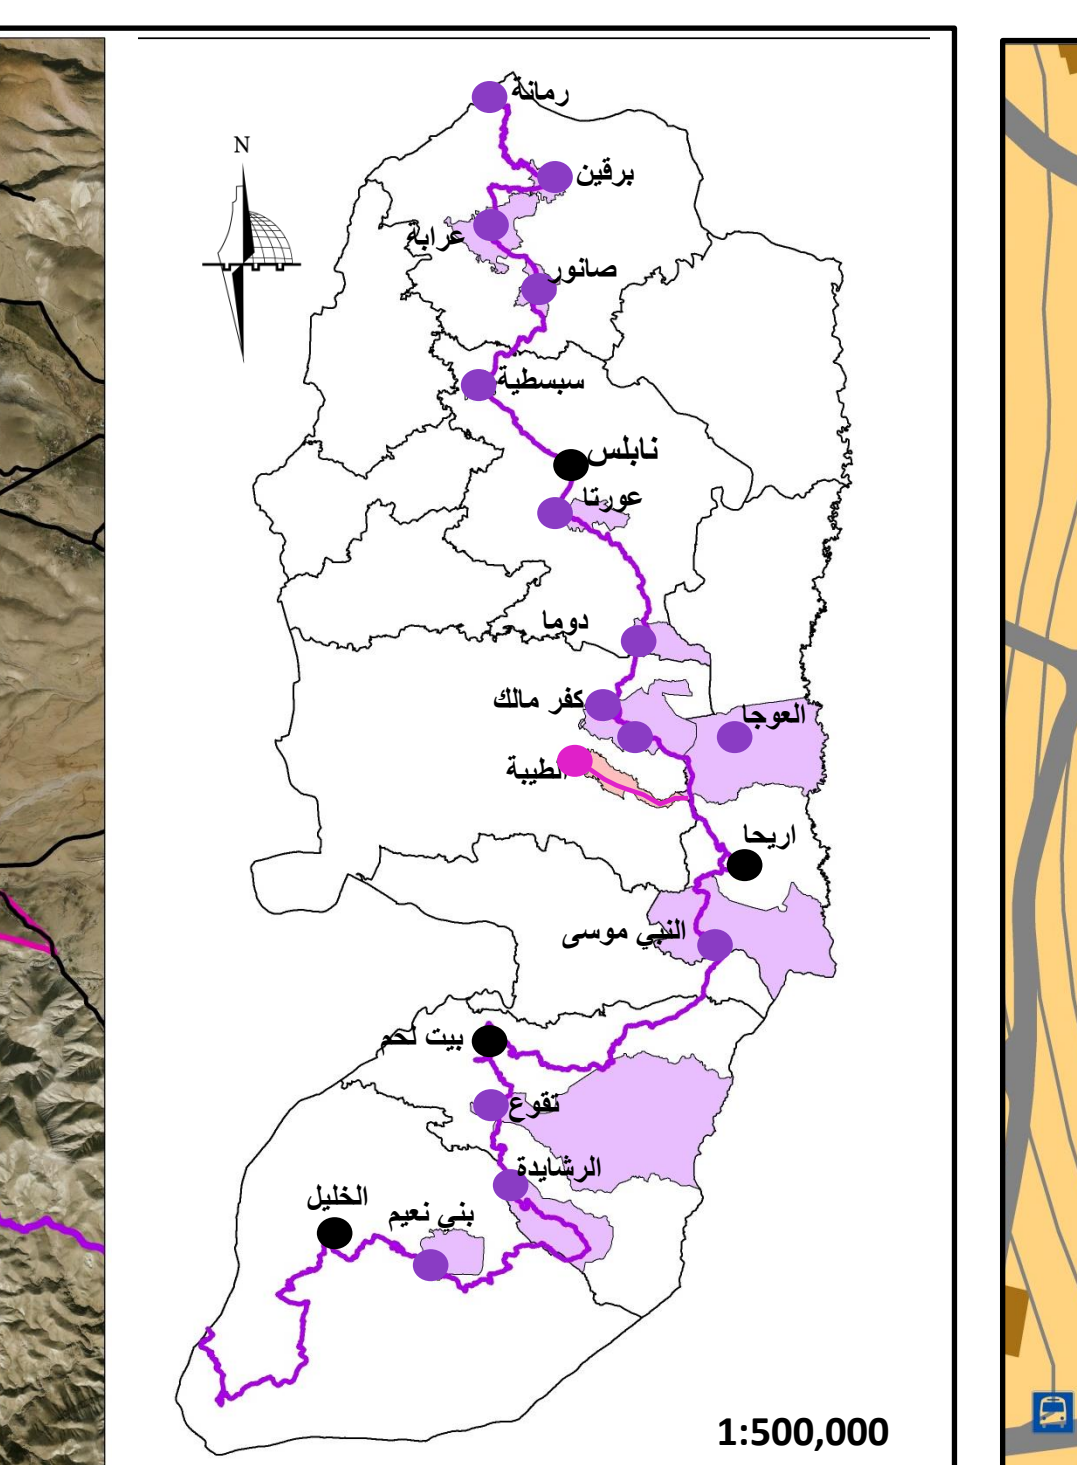 رمانة
N
برقين
عرابة
صانور
سبسطية
نابلس
عورتا
دوما
كفر مالك
العوجا
الطيبة
اريحا
النبي موسى
بيت لحم
تقوع
الرشايدة
الخليل
بني نعيم
1:500,000